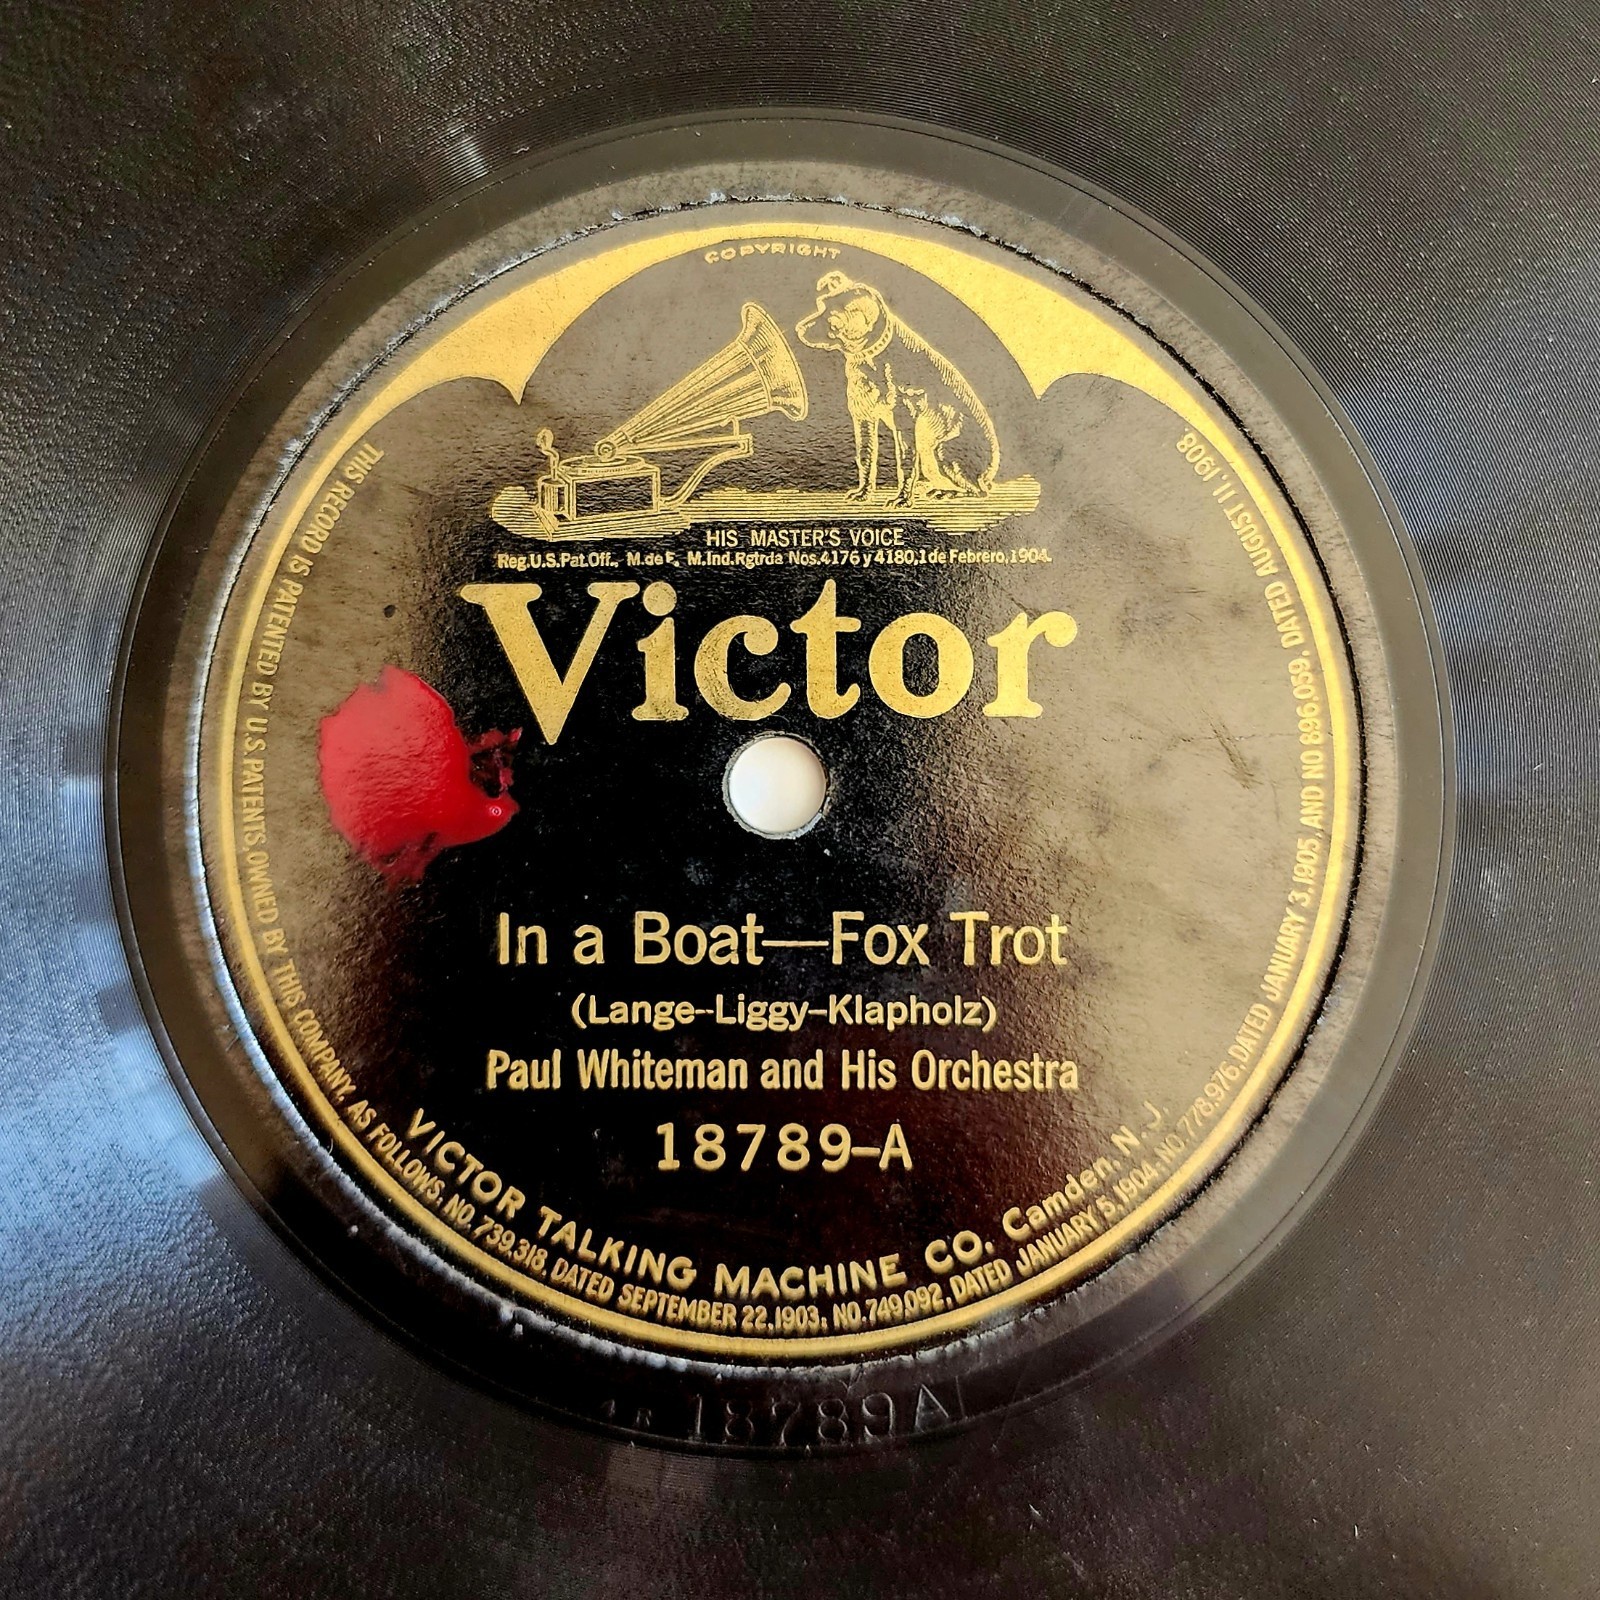 COPYRIGHT
HIS MASTER'S VOICE
Reg.U.S.Pat.Off., M.de F. M.Ind.Rgtrda Nos.4176 y 4180,1 de Febrero,1904.
Victor
In a Boat—Fox Trot
(Lange-Liggy-Klapholz)
Paul Whiteman and His Orchestra
18789-A
VICTOR TALKING MACHINE CO. Camden, N.J.
THIS RECORD IS PATENTED BY U.S. PATENTS, OWNED BY THIS COMPANY, AS FOLLOWS, NO. 739,318, DATED SEPTEMBER 22, 1903, NO. 749,092, DATED JANUARY 5, 1904, NO. 778,976, DATED JANUARY 3, 1905, AND NO 896,059, DATED AUGUST 11, 1908.
18789A